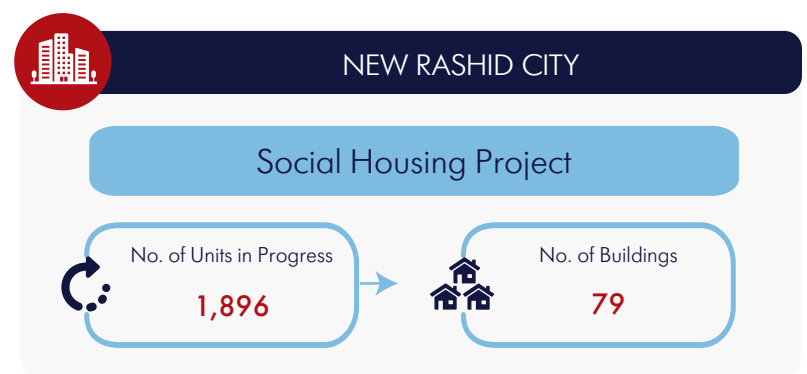 NEW RASHID CITY
Social Housing Project
No. of Units in Progress
1,896
No. of Buildings
79